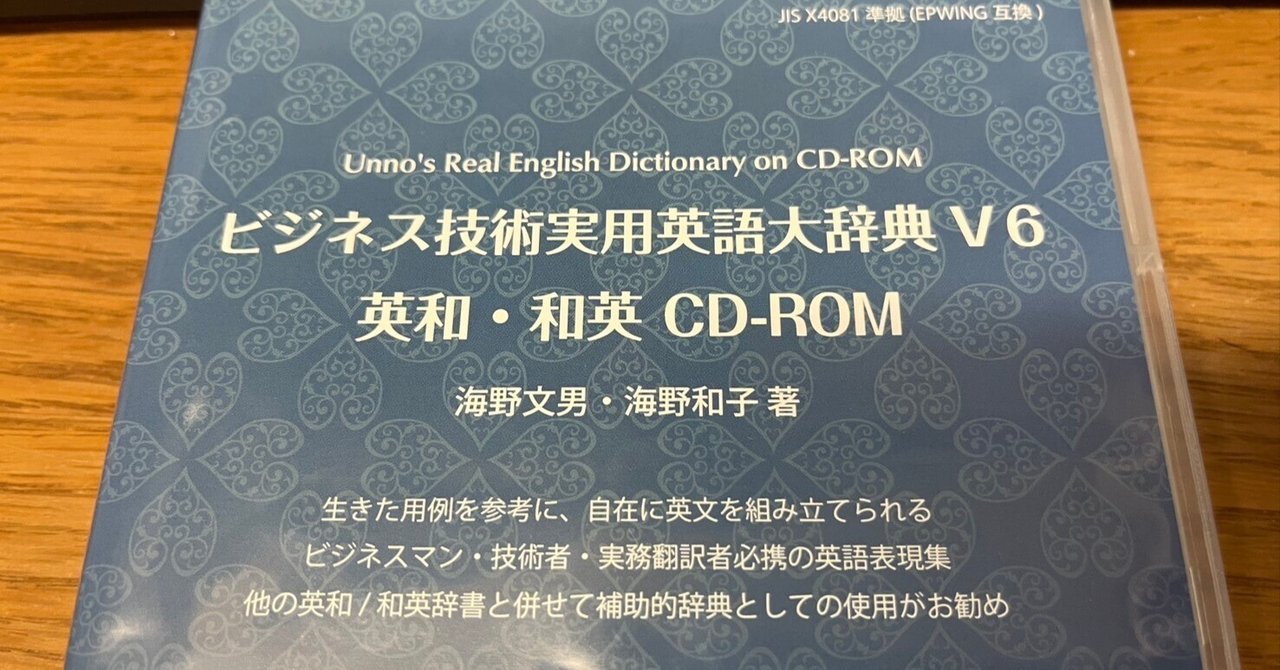 JIS X4081 準拠 (EPWING 互換)
Unno's Real English Dictionary on CD-ROM
ビジネス技術実用英語大辞典 V6
英和・和英 CD-ROM
海野文男・海野和子 著
生きた用例を参考に、自在に英文を組み立てられる
ビジネスマン・技術者・実務翻訳者必携の英語表現集
他の英和/和英辞書と併せて補助的辞典としての使用がお勧め